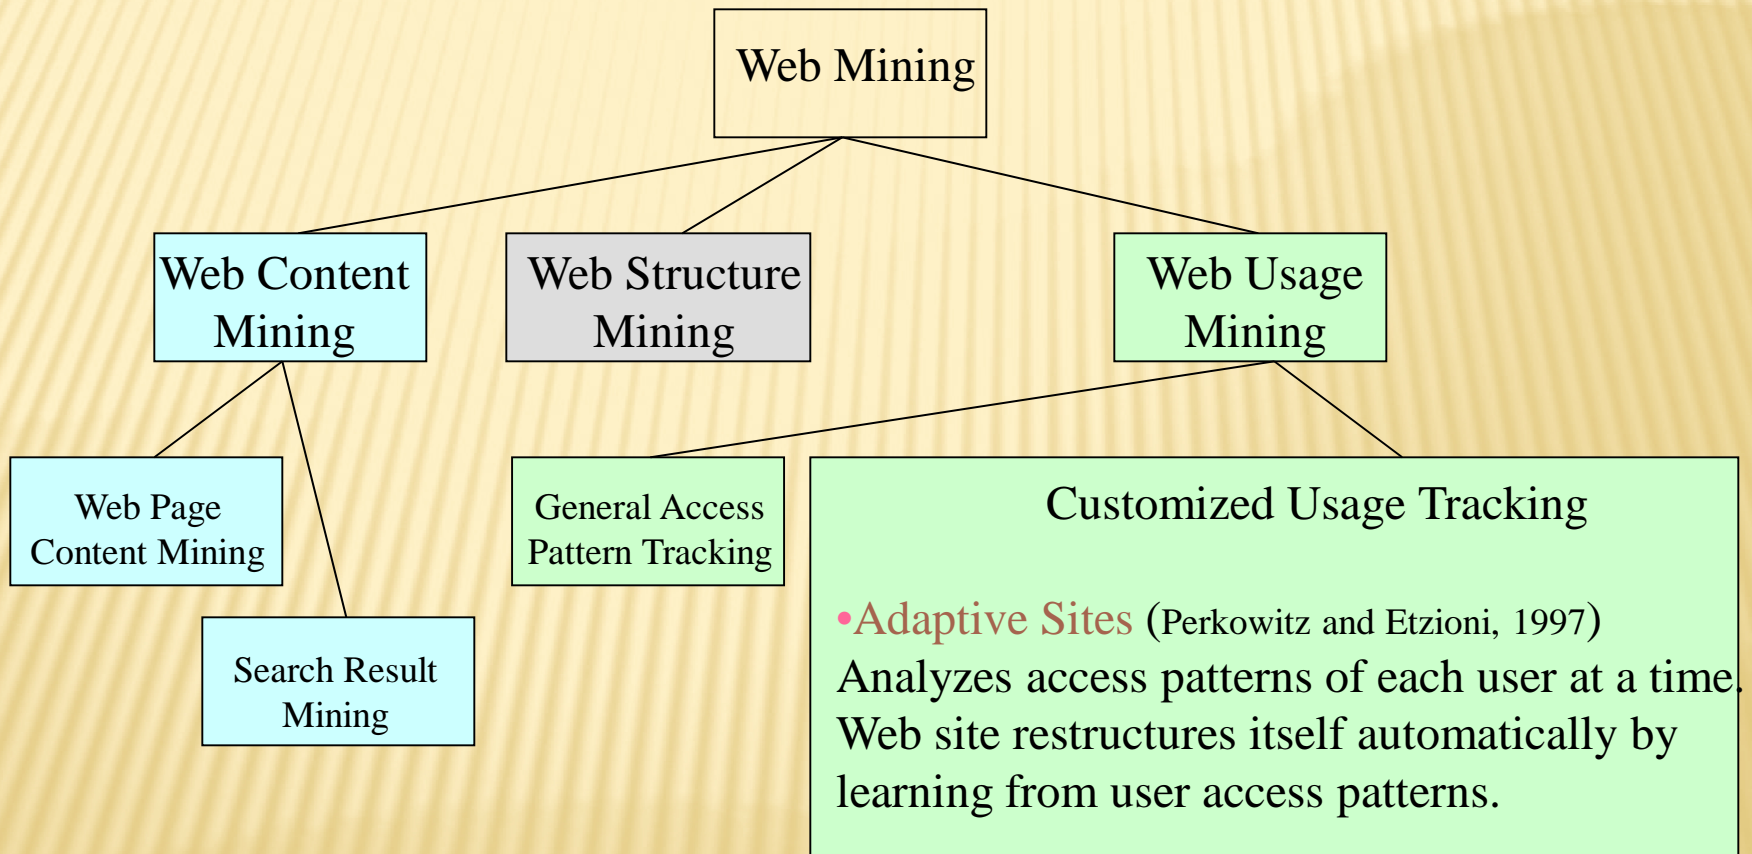 Web Mining
Web Content
Mining
Web Structure
Mining
Web Usage
Mining
Web Page
Content Mining
Search Result
Mining
General Access
Pattern Tracking
Customized Usage Tracking
•Adaptive Sites (Perkowitz and Etzioni, 1997)
Analyzes access patterns of each user at a time.
Web site restructures itself automatically by
learning from user access patterns.